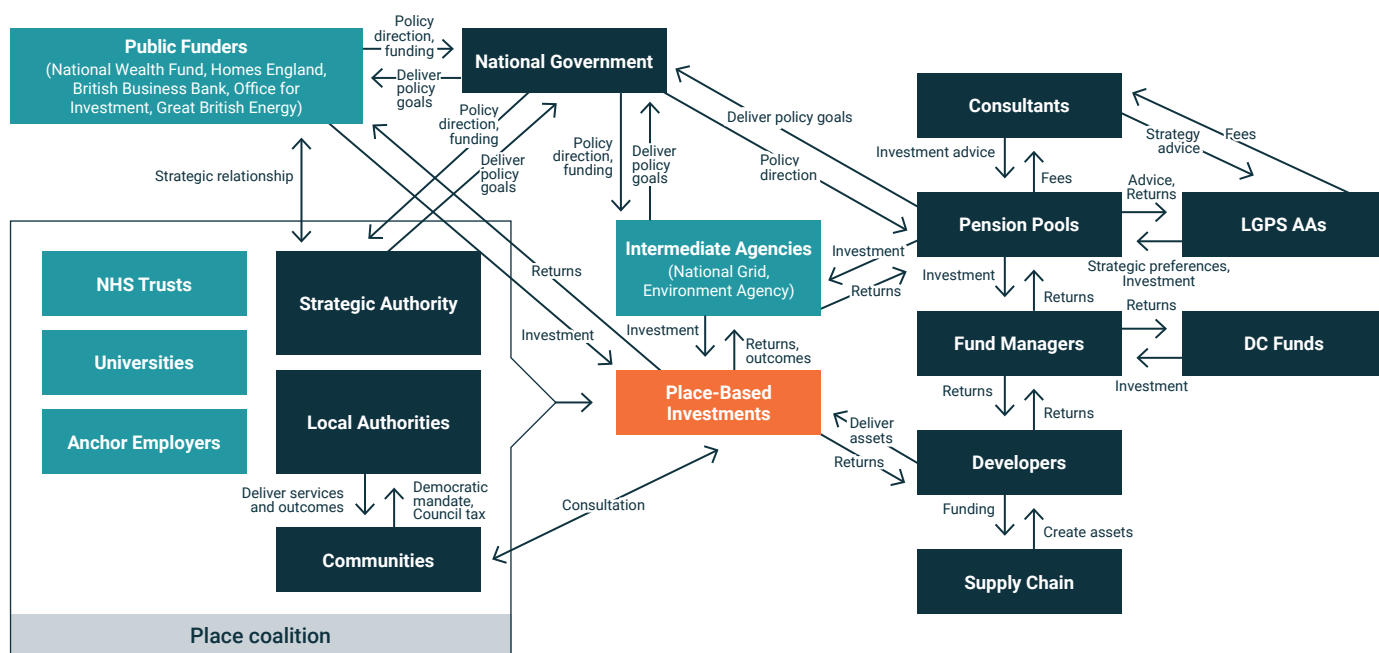 Public Funders
(National Wealth Fund, Homes England,
British Business Bank, Office for
Investment, Great British Energy)
Policy
direction,
funding
Deliver
policy
goals
National Government
Policy
direction,
funding
Deliver
policy
goals
Policy
direction,
funding
Deliver
policy
goals
Deliver policy goals
Policy
direction
Consultants
Investment advice
Fees
Strategy
advice
Fees
Strategic relationship
Pension Pools
Advice,
Returns
LGPS AAs
Strategic preferences,
Investment
Intermediate Agencies
(National Grid,
Environment Agency)
Investment
Returns
Investment
Returns
NHS Trusts
Strategic Authority
Universities
Local Authorities
Anchor Employers
Returns
Investment
Investment
Returns,
outcomes
Fund Managers
Returns
DC Funds
Investment
Place-Based
Investments
Returns
Returns
Deliver
assets
Returns
Developers
Deliver services
and outcomes
Democratic
mandate,
Council tax
Consultation
Funding
Create assets
Communities
Supply Chain
Place coalition